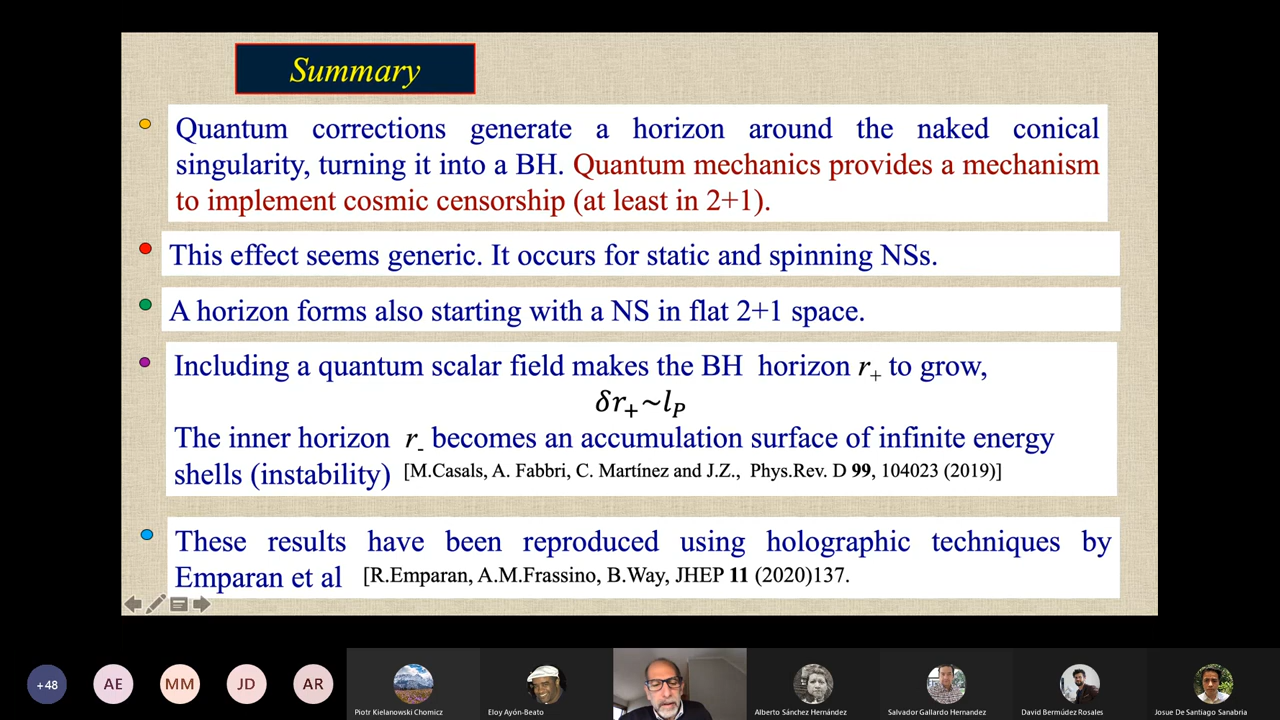 Summary
Quantum corrections generate a horizon around the naked conical
singularity, turning it into a BH. Quantum mechanics provides a mechanism
to implement cosmic censorship (at least in 2+1).
This effect seems generic. It occurs for static and spinning NSs.
A horizon forms also starting with a NS in flat 2+1 space.
Including a quantum scalar field makes the BH horizon r₊ to grow,
δr₊~l_P
The inner horizon r₋ becomes an accumulation surface of infinite energy
shells (instability) [M.Casals, A. Fabbri, C. Martínez and J.Z., Phys.Rev. D 99, 104023 (2019)]
These results have been reproduced using holographic techniques by
Emparan et al [R.Emparan, A.M.Frassino, B.Way, JHEP 11 (2020)137.
+48 AE MM JD AR
Piotr Kielanowski Chomicz Eloy Ayón-Beato Alberto Sánchez Hernández Salvador Gallardo Hernandez David Bermúdez Rosales Josue De Santiago Sanabria